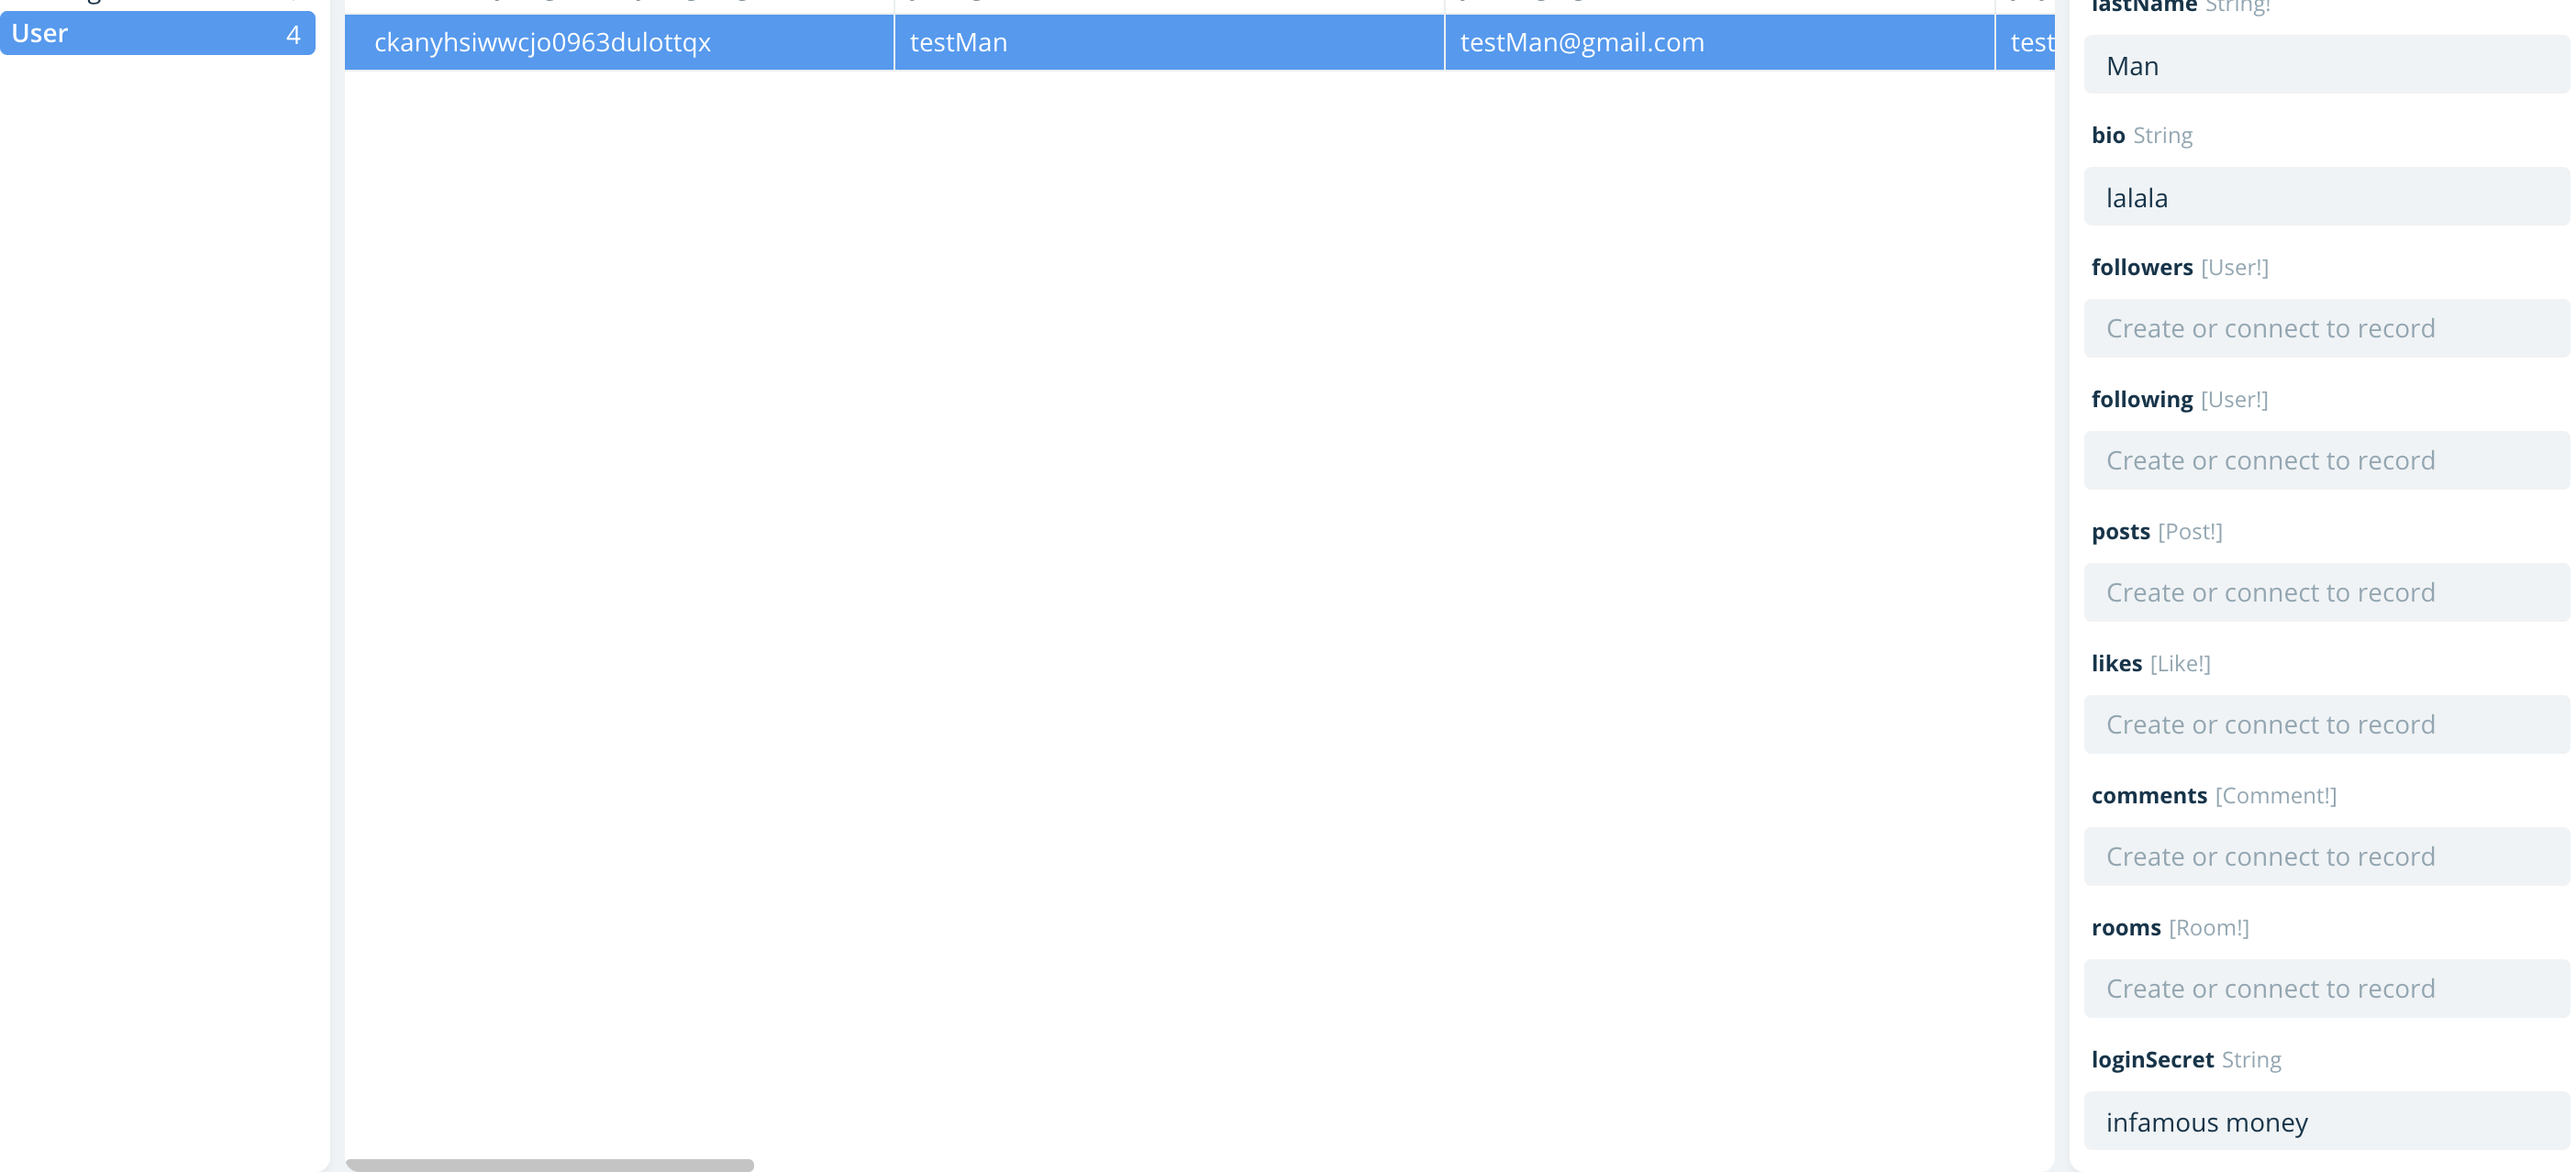 User 4
ckanyhsiwwcjo0963dulottqx testMan testMan@gmail.com test
lastName String!
Man
bio String
lalala
followers [User!]
Create or connect to record
following [User!]
Create or connect to record
posts [Post!]
Create or connect to record
likes [Like!]
Create or connect to record
comments [Comment!]
Create or connect to record
rooms [Room!]
Create or connect to record
loginSecret String
infamous money